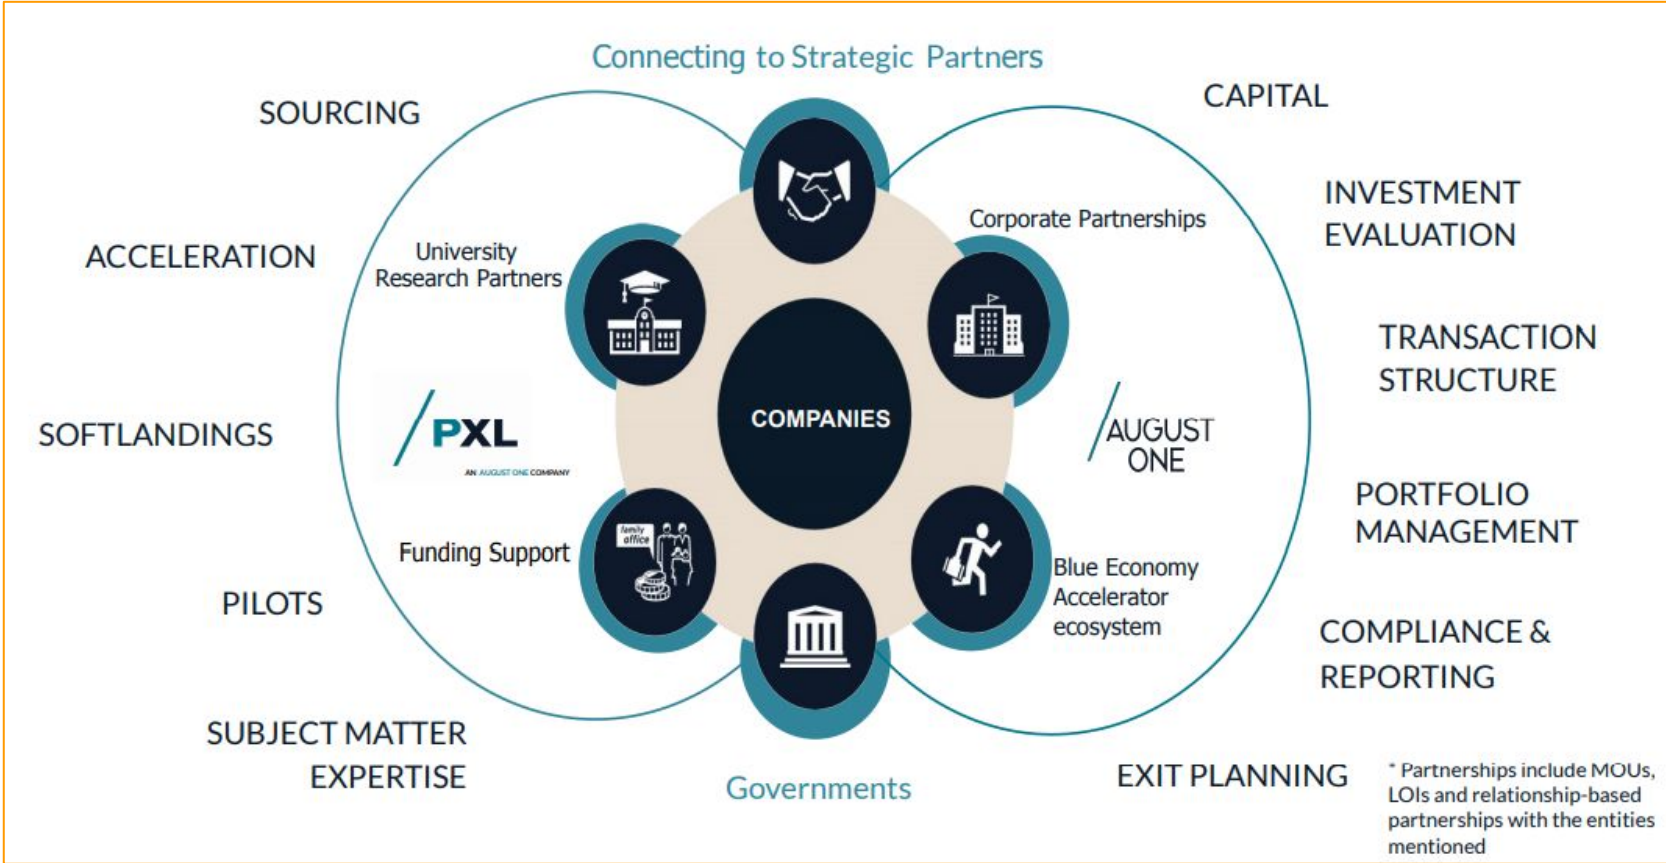 Connecting to Strategic Partners
SOURCING
ACCELERATION
SOFTLANDINGS
PILOTS
SUBJECT MATTER
EXPERTISE
University
Research Partners
PXL
AN AUGUST ONE COMPANY
Funding Support
family
office
COMPANIES
Governments
Corporate Partnerships
AUGUST
ONE
Blue Economy
Accelerator
ecosystem
CAPITAL
INVESTMENT
EVALUATION
TRANSACTION
STRUCTURE
PORTFOLIO
MANAGEMENT
COMPLIANCE &
REPORTING
EXIT PLANNING
* Partnerships include MOUs,
LOIs and relationship-based
partnerships with the entities
mentioned